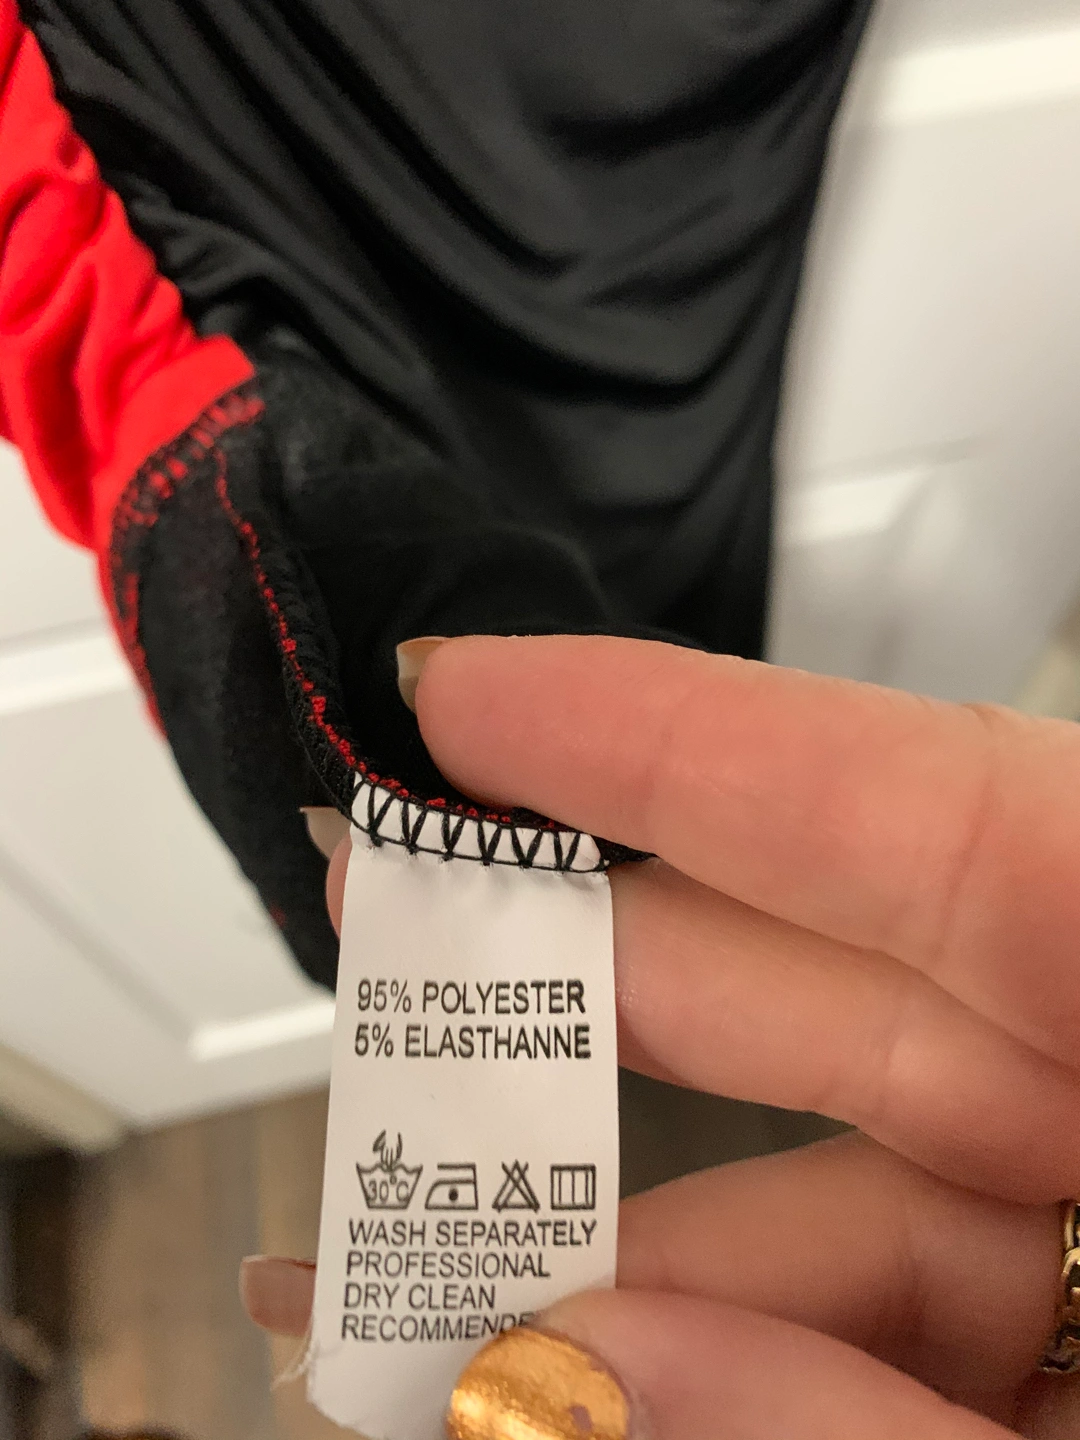 95% POLYESTER
5% ELASTHANNE
30°C
WASH SEPARATELY
PROFESSIONAL
DRY CLEAN